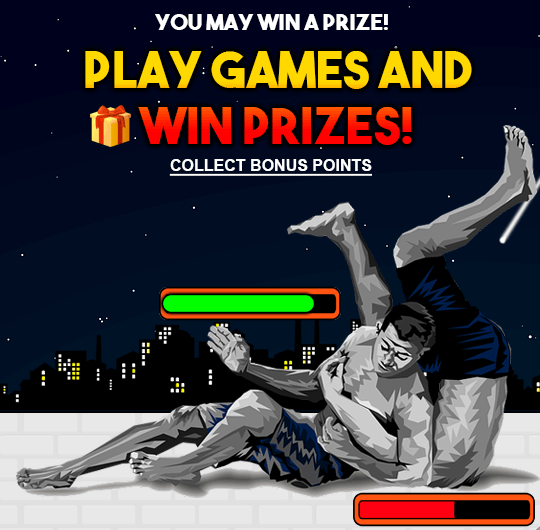 YOU MAY WIN A PRIZE!
PLAY GAMES AND
WIN PRIZES!
COLLECT BONUS POINTS